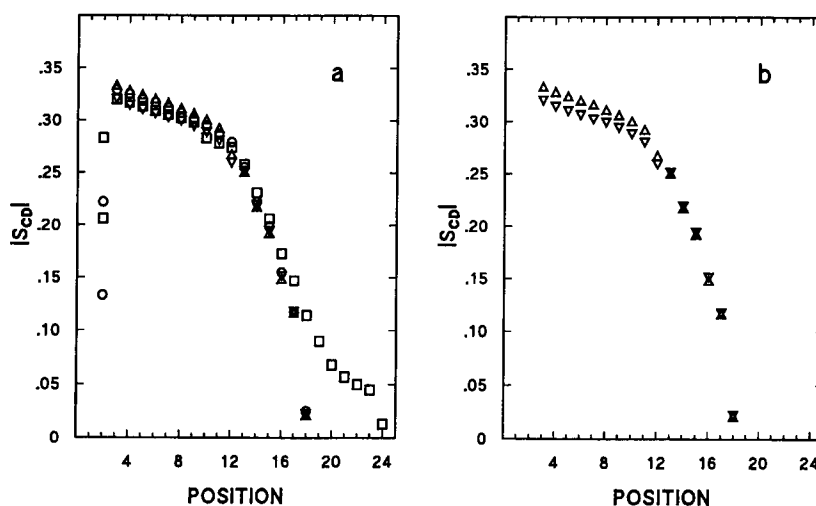 a
b
.35
.30
.25
.20
.15
.10
.05
0
|S_CD|
4 8 12 16 20 24
POSITION
.35
.30
.25
.20
.15
.10
.05
0
|S_CD|
4 8 12 16 20 24
POSITION